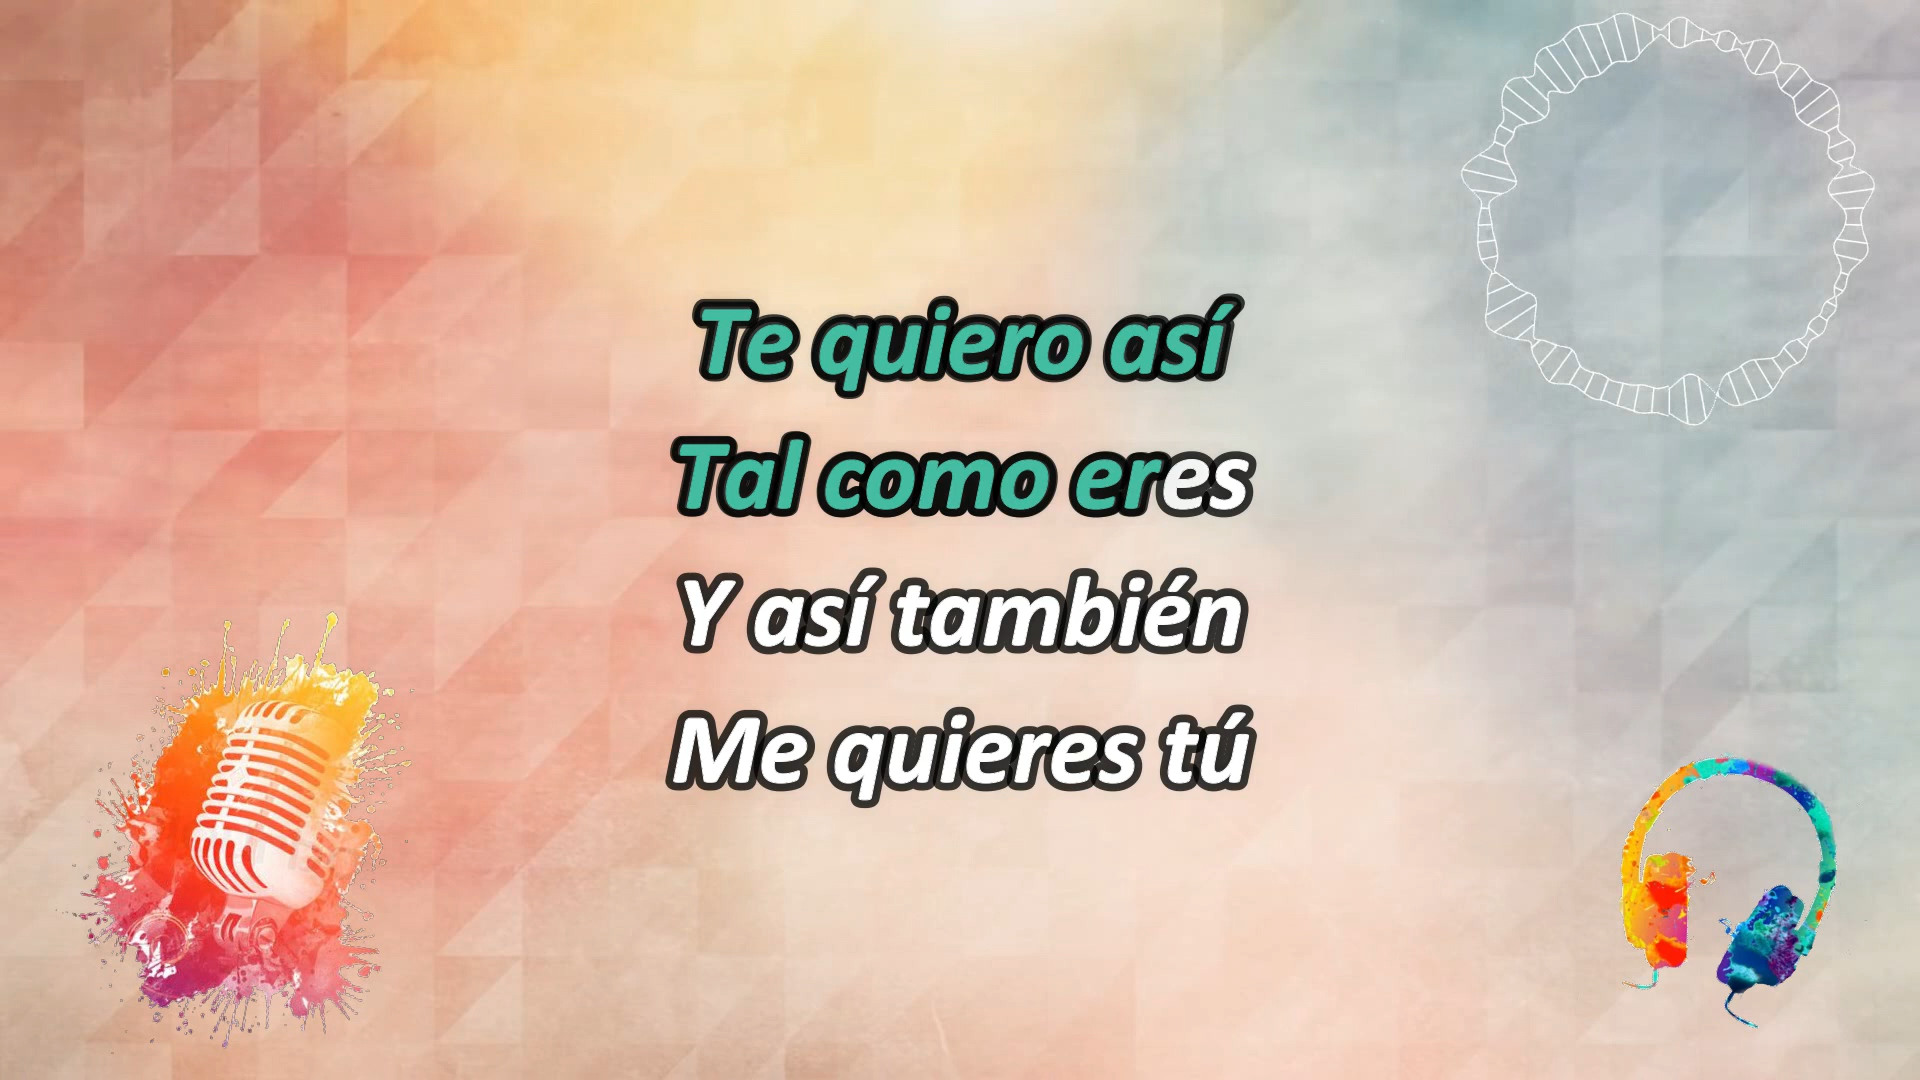 Te quiero así
Tal como eres
Y así también
Me quieres tú